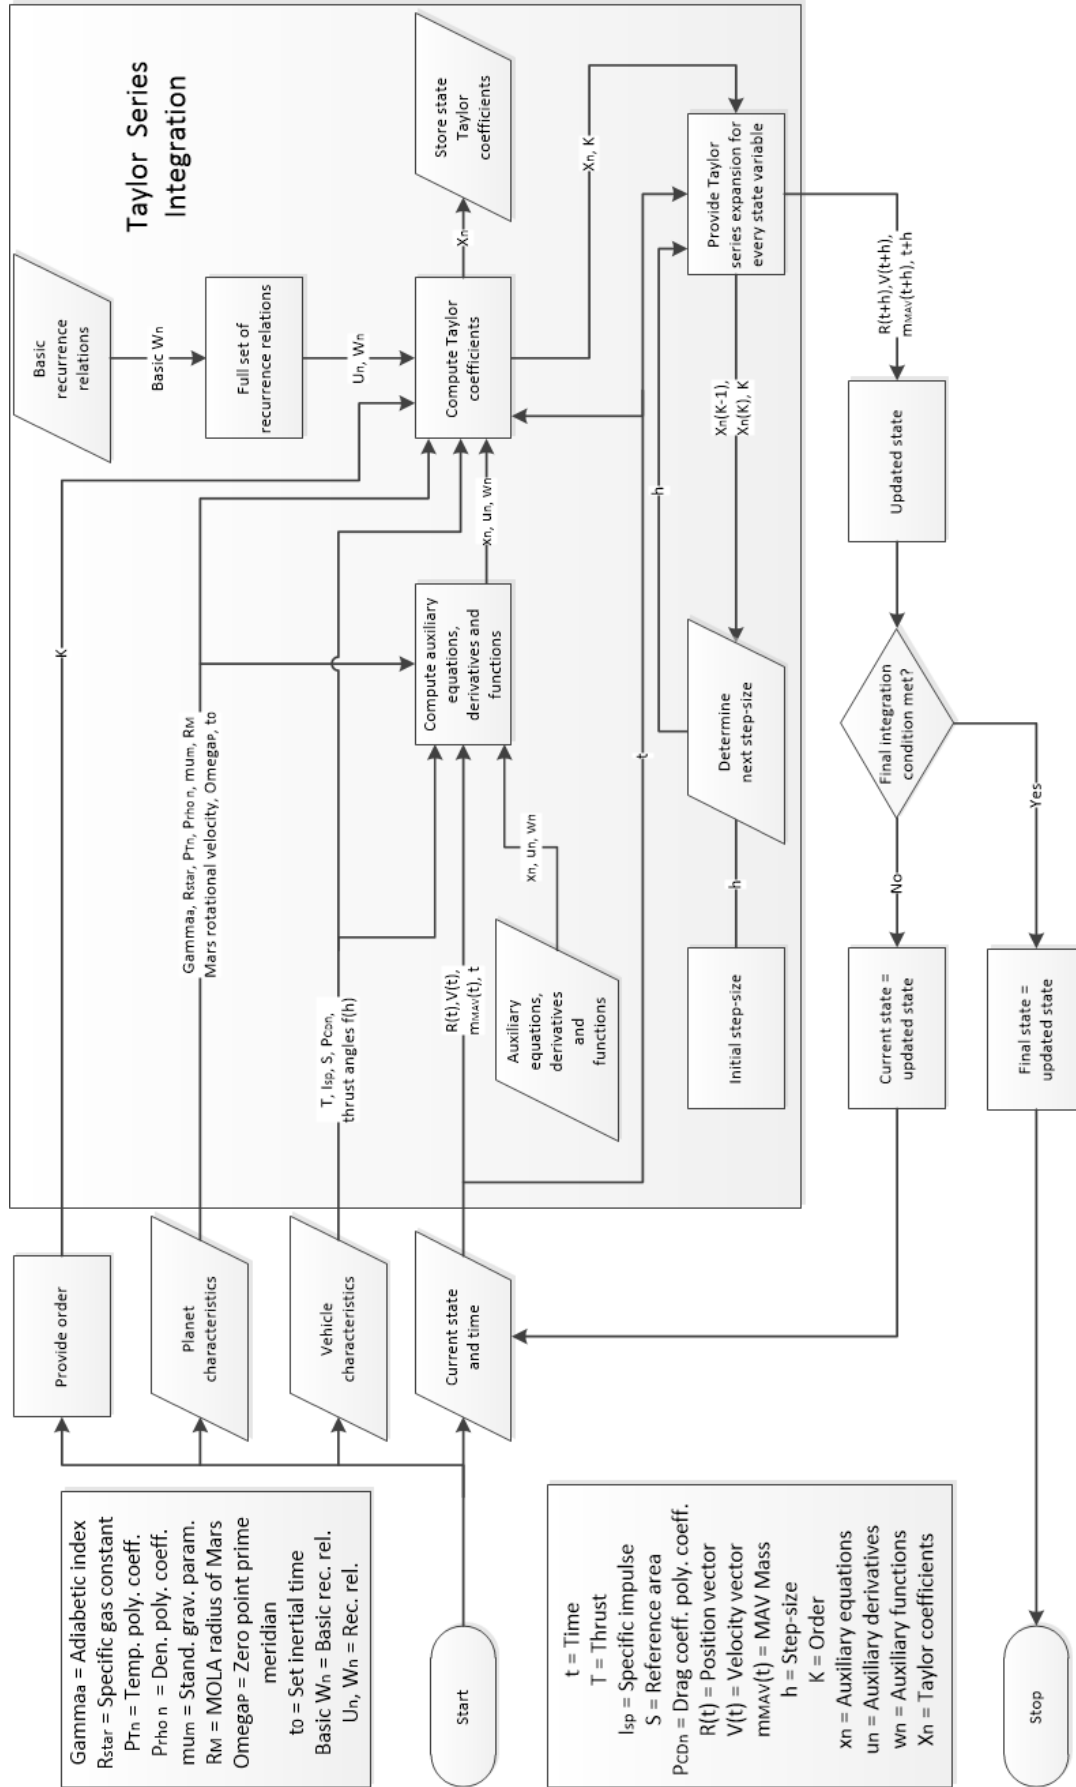 Taylor Series
Integration
Basic
recurrence
relations
Basic Wn
Full set of
recurrence relations
Un, Wn
Store state
Taylor
coefficients
Xn
Compute Taylor
coefficients
Xn, K
Provide Taylor
series expansion for
every state variable
R(t+h),V(t+h),
mMAV(t+h), t+h
Xn(K-1),
Xn(K), K
h
xn, un, wn
Compute auxiliary
equations,
derivatives and
functions
K
Gammaa, Rstar, PTn, Prho n, mum, RM
Mars rotational velocity, OmegaP, to
T, Isp, S, PCDn,
thrust angles f(h)
R(t),V(t),
mMAV(t), t
xn, un, wn
Auxiliary
equations,
derivatives
and
functions
t
Determine
next step-size
h
Initial step-size
Updated state
Final integration
condition met?
No
Yes
Current state =
updated state
Final state =
updated state
Provide order
Planet
characteristics
Vehicle
characteristics
Current state
and time
Gammaa = Adiabetic index
Rstar = Specific gas constant
PTn = Temp. poly. coeff.
Prho n = Den. poly. coeff.
mum = Stand. grav. param.
RM = MOLA radius of Mars
OmegaP = Zero point prime
meridian
to = Set inertial time
Basic Wn = Basic rec. rel.
Un, Wn = Rec. rel.
Start
t = Time
T = Thrust
Isp = Specific impulse
S = Reference area
PCDn = Drag coeff. poly. coeff.
R(t) = Position vector
V(t) = Velocity vector
mMAV(t) = MAV Mass
h = Step-size
K = Order
xn = Auxiliary equations
un = Auxiliary derivatives
wn = Auxiliary functions
Xn = Taylor coefficients
Stop